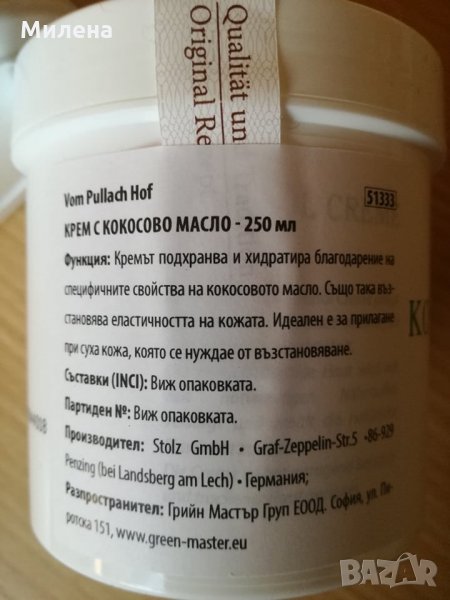 Милена
Qualität un
Original Re
Vom Pullach Hof
51333
КРЕМ С КОКОСОВО МАСЛО - 250 мл
Функция: Кремът подхранва и хидратира благодарение на
специфичните свойства на кокосовото масло. Също така въз-
становява еластичността на кожата. Идеален е за прилагане
при суха кожа, която се нуждае от възстановяване.
Съставки (INCI): Виж опаковката.
Партиден №: Виж опаковката.
Производител: Stolz GmbH • Graf-Zeppelin-Str.5 •86-929
Penzing (bei Landsberg am Lech) • Германия;
Разпространител: Грийн Мастър Груп ЕООД. София, ул. Пи-
ротска 151, www.green-master.eu
BAZAR